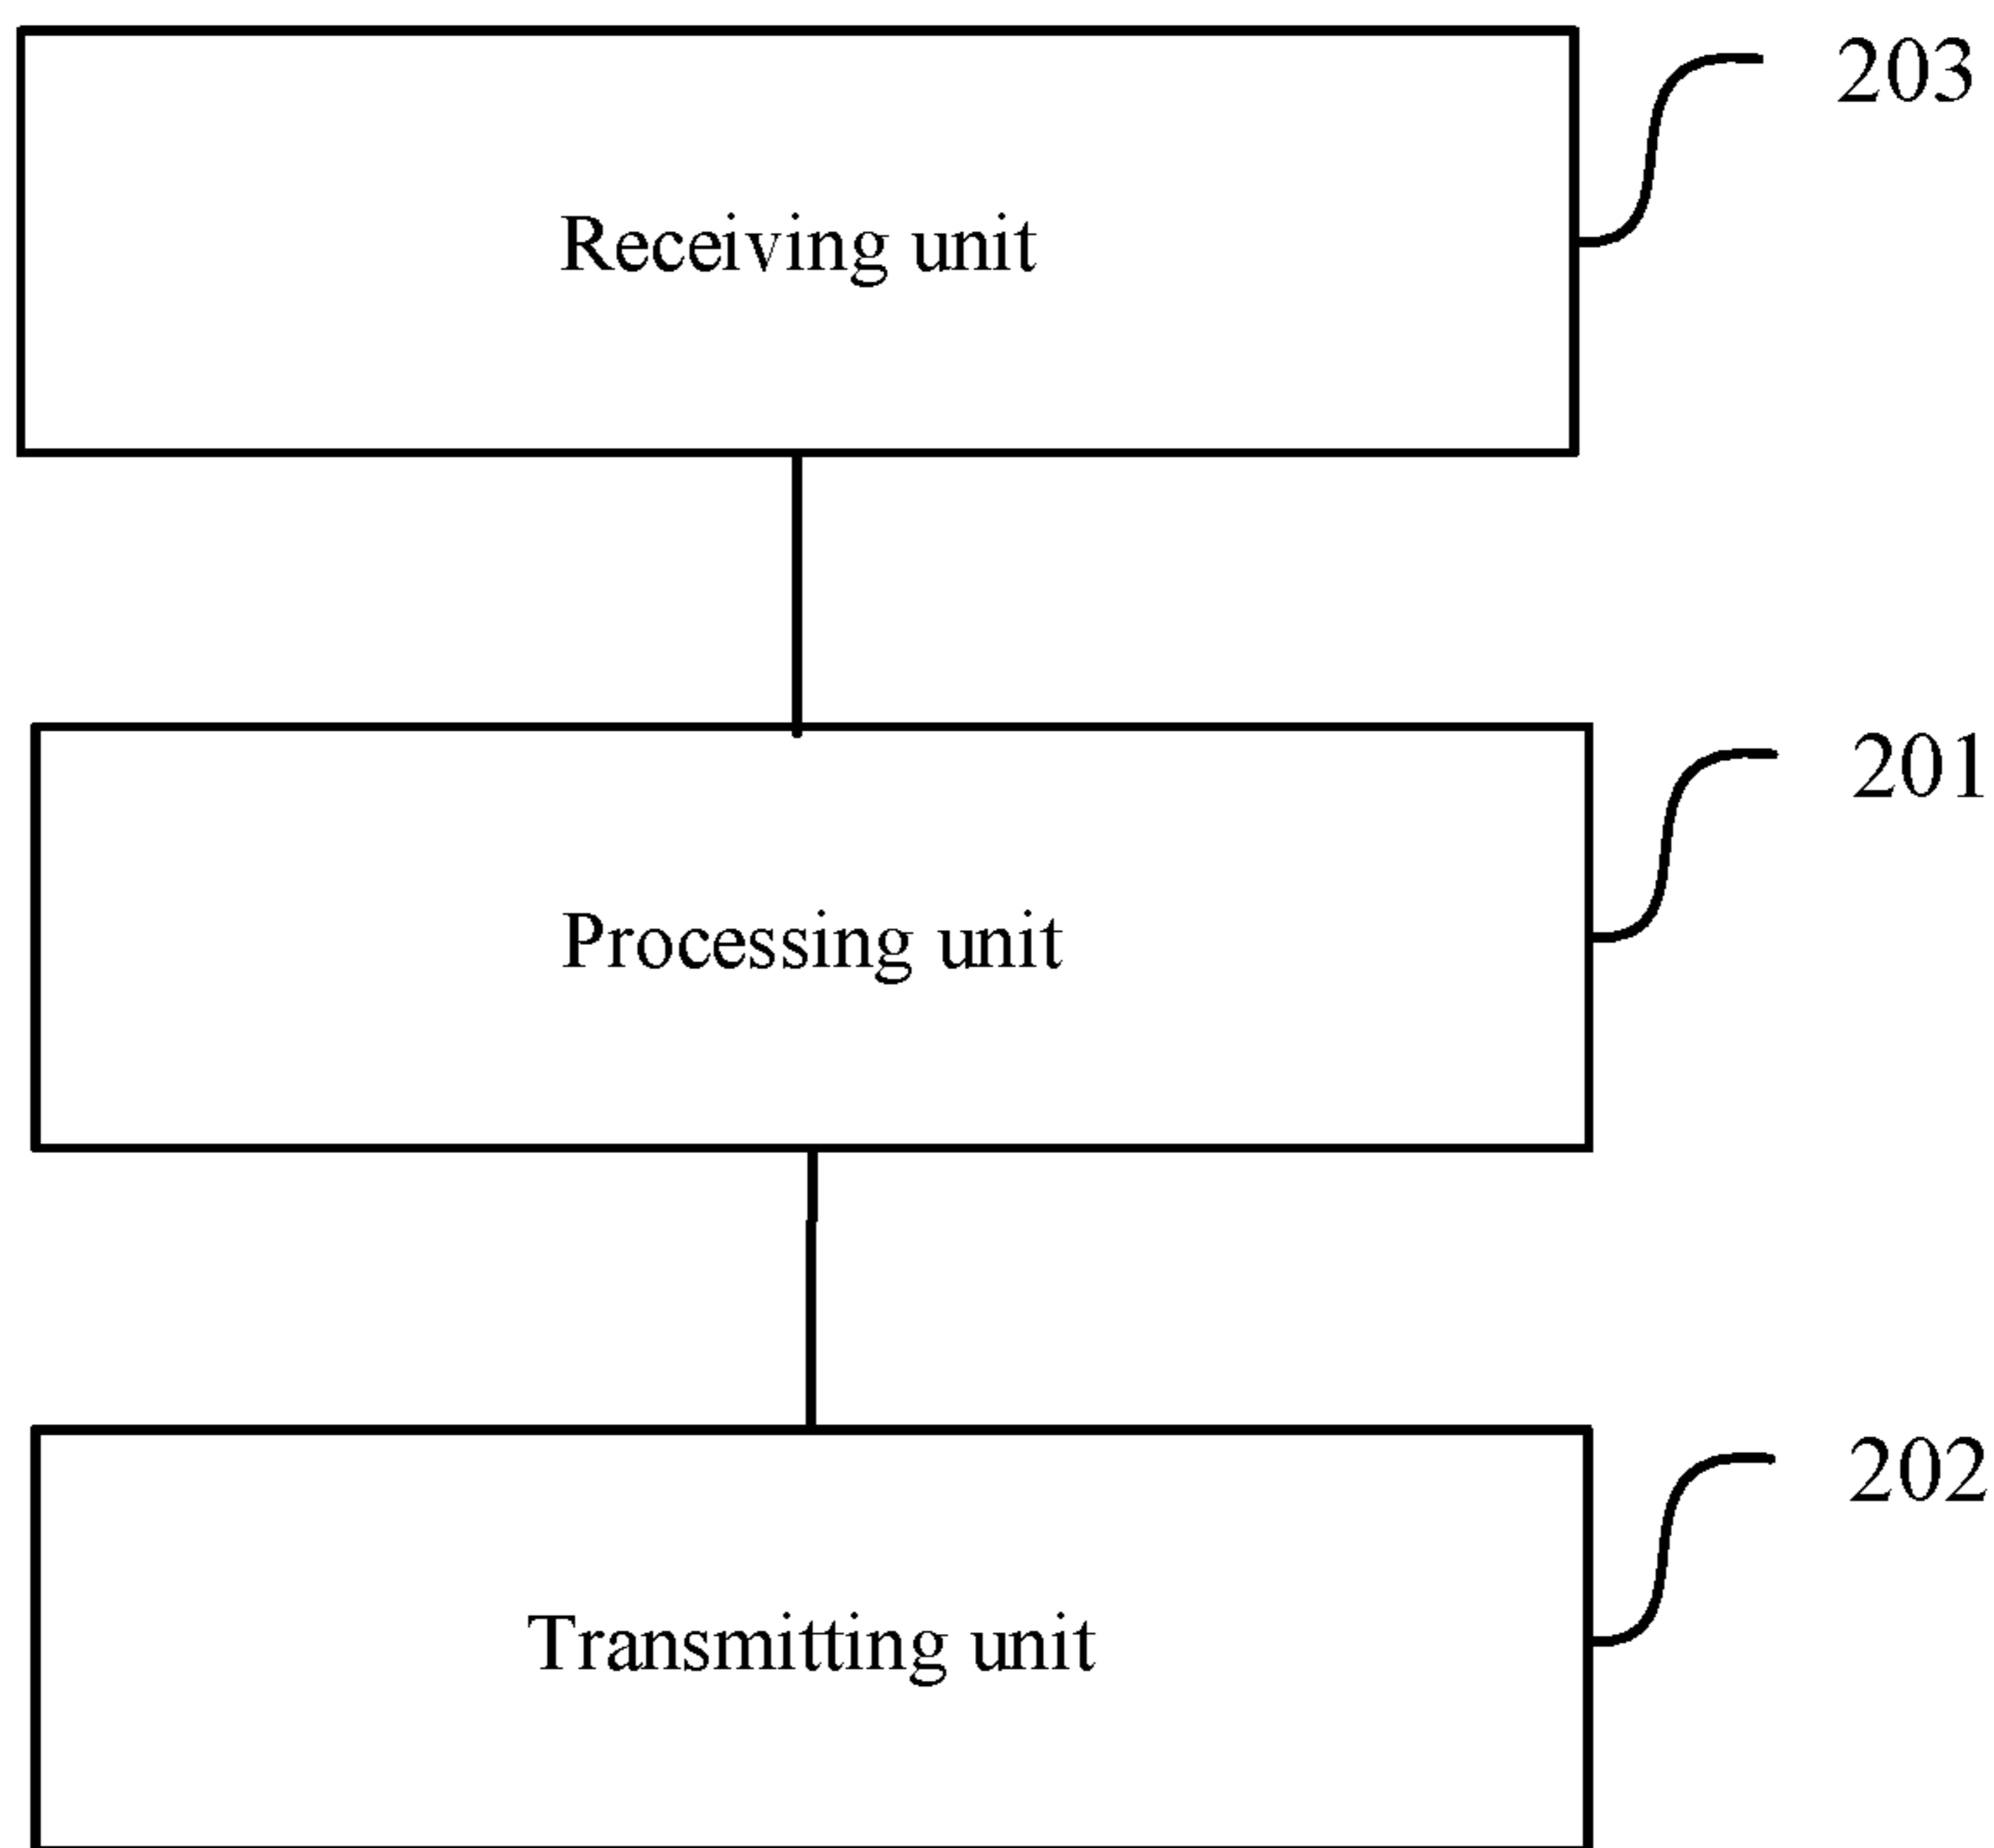 203
Receiving unit
201
Processing unit
202
Transmitting unit